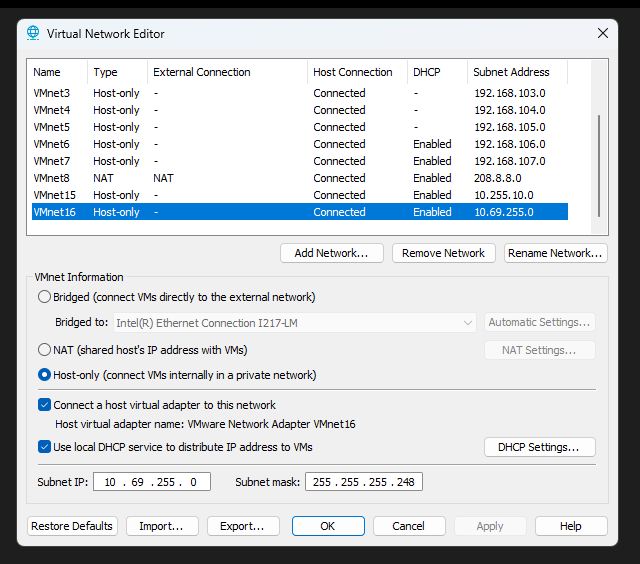 Virtual Network Editor
Name Type External Connection Host Connection DHCP Subnet Address
VMnet3 Host-only - Connected - 192.168.103.0
VMnet4 Host-only - Connected - 192.168.104.0
VMnet5 Host-only - Connected - 192.168.105.0
VMnet6 Host-only - Connected Enabled 192.168.106.0
VMnet7 Host-only - Connected Enabled 192.168.107.0
VMnet8 NAT NAT Connected Enabled 208.8.8.0
VMnet15 Host-only - Connected Enabled 10.255.10.0
VMnet16 Host-only - Connected Enabled 10.69.255.0
Add Network... Remove Network Rename Network...
VMnet Information
Bridged (connect VMs directly to the external network)
Bridged to: Intel(R) Ethernet Connection I217-LM Automatic Settings...
NAT (shared host's IP address with VMs) NAT Settings...
Host-only (connect VMs internally in a private network)
Connect a host virtual adapter to this network
Host virtual adapter name: VMware Network Adapter VMnet16
Use local DHCP service to distribute IP address to VMs DHCP Settings...
Subnet IP: 10 . 69 . 255 . 0 Subnet mask: 255 . 255 . 255 . 248
Restore Defaults Import... Export... OK Cancel Apply Help